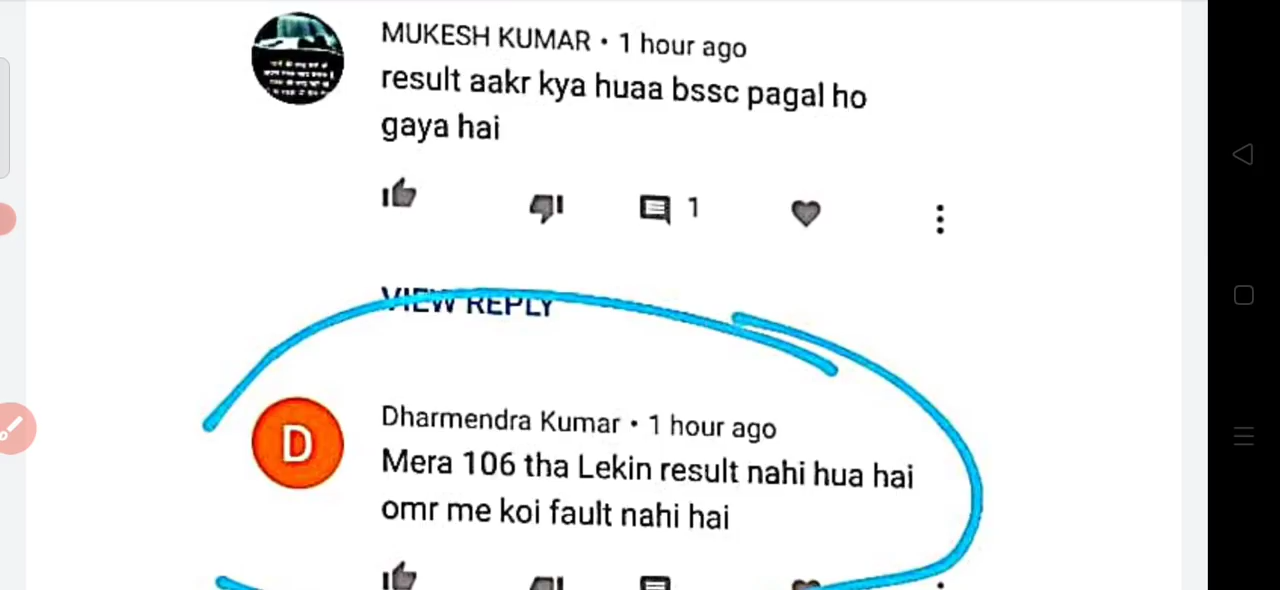 MUKESH KUMAR • 1 hour ago
result aakr kya huaa bssc pagal ho
gaya hai
1
VIEW REPLY
D
Dharmendra Kumar • 1 hour ago
Mera 106 tha Lekin result nahi hua hai
omr me koi fault nahi hai